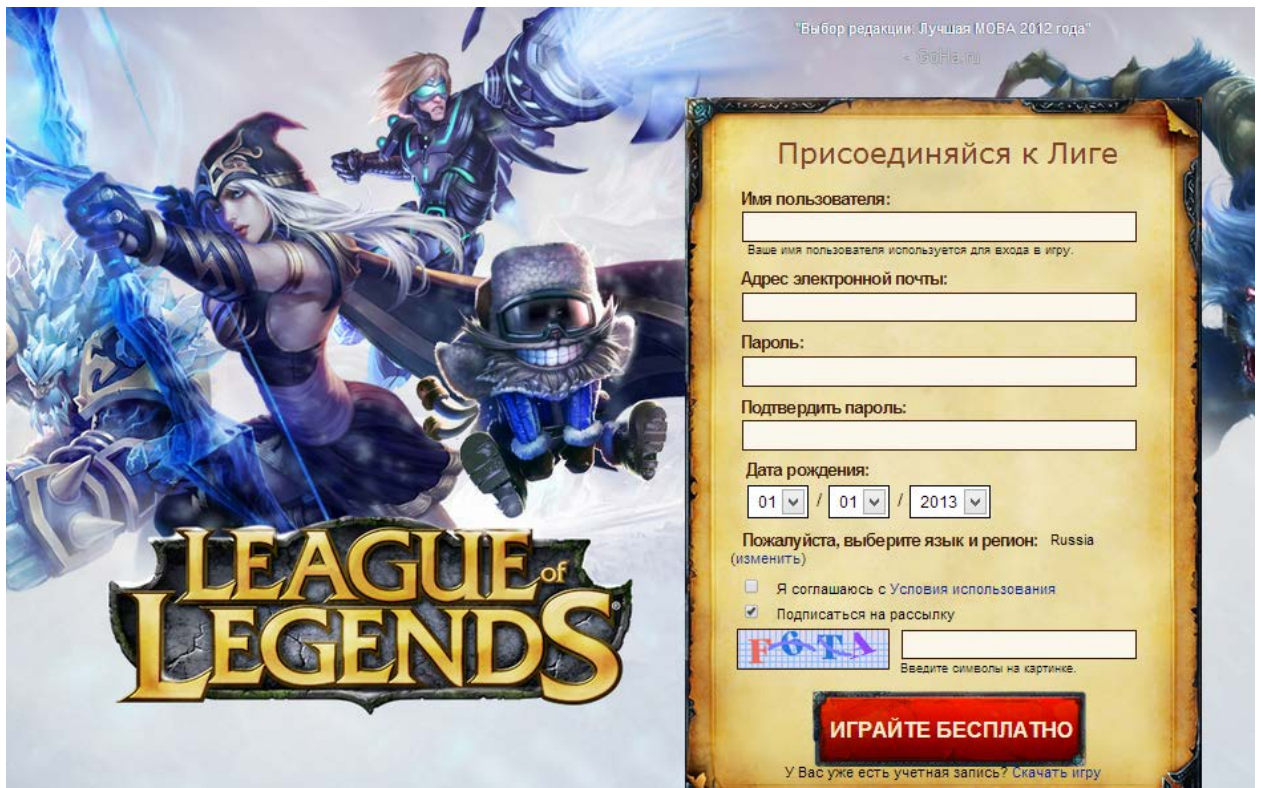 "Выбор редакции: Лучшая MOBA 2012 года"
- GoHa.ru
Присоединяйся к Лиге
Имя пользователя:
Ваше имя пользователя используется для входа в игру.
Адрес электронной почты:
Пароль:
Подтвердить пароль:
Дата рождения:
01 / 01 / 2013
Пожалуйста, выберите язык и регион: Russia
(изменить)
Я соглашаюсь с Условия использования
Подписаться на рассылку
F6TA
Введите символы на картинке.
ИГРАЙТЕ БЕСПЛАТНО
У Вас уже есть учетная запись? Скачать игру
LEAGUE of
LEGENDS®